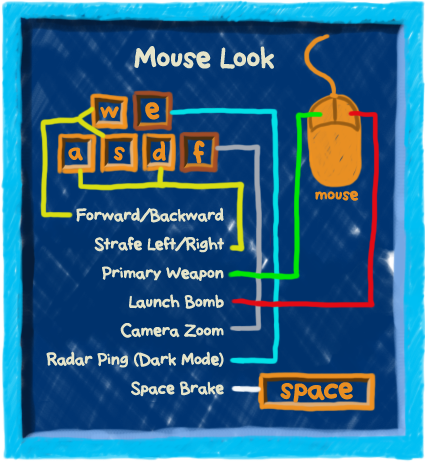 Mouse Look
w e
a s d f
mouse
Forward/Backward
Strafe Left/Right
Primary Weapon
Launch Bomb
Camera Zoom
Radar Ping (Dark Mode)
Space Brake
space